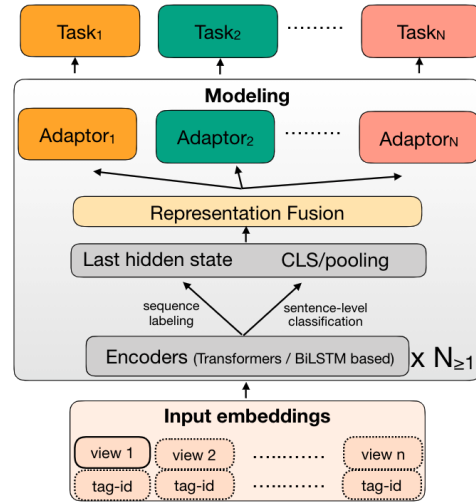 Task1 Task2 ......... TaskN
Modeling
Adaptor1 Adaptor2 ......... AdaptorN
Representation Fusion
Last hidden state CLS/pooling
sequence labeling
sentence-level classification
Encoders (Transformers / BiLSTM based) x N≥1
Input embeddings
view 1 view 2 ......... view n
tag-id tag-id ......... tag-id